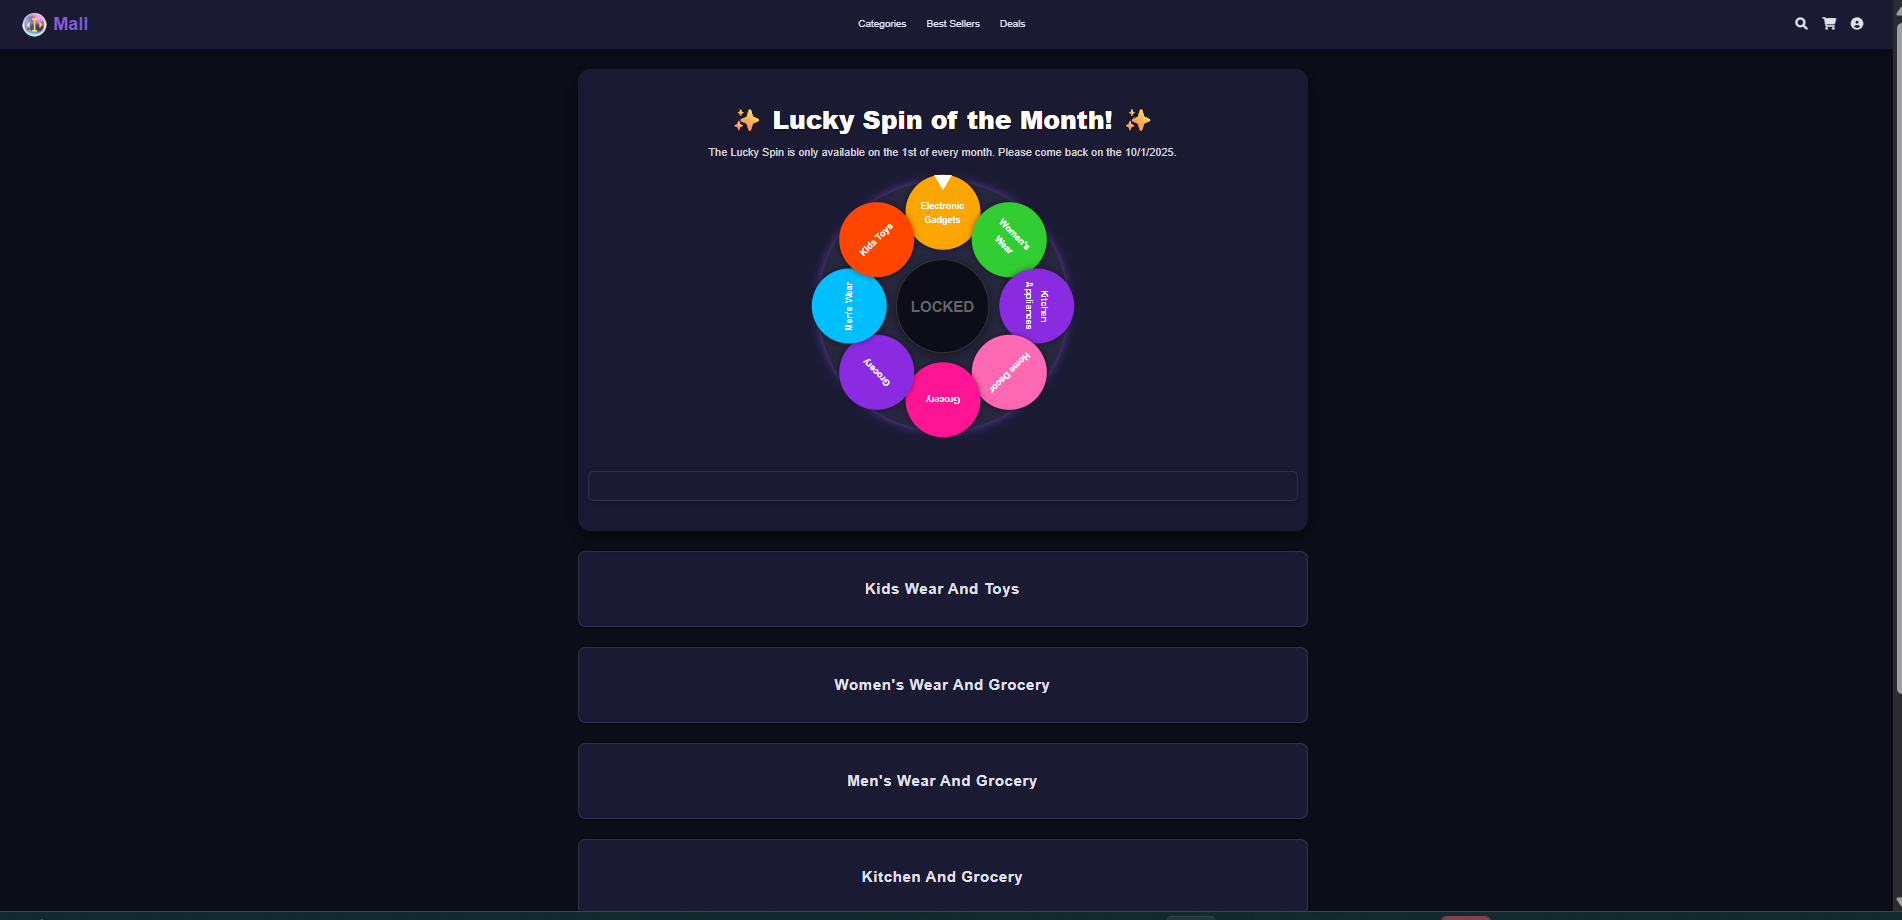 Mall
Categories
Best Sellers
Deals
Lucky Spin of the Month!
The Lucky Spin is only available on the 1st of every month. Please come back on the 10/1/2025.
Electronic
Gadgets
Kids Toys
Women's
Wear
Men's Wear
LOCKED
Kitchen
Appliances
Grocery
Home Decor
Grocery
Kids Wear And Toys
Women's Wear And Grocery
Men's Wear And Grocery
Kitchen And Grocery